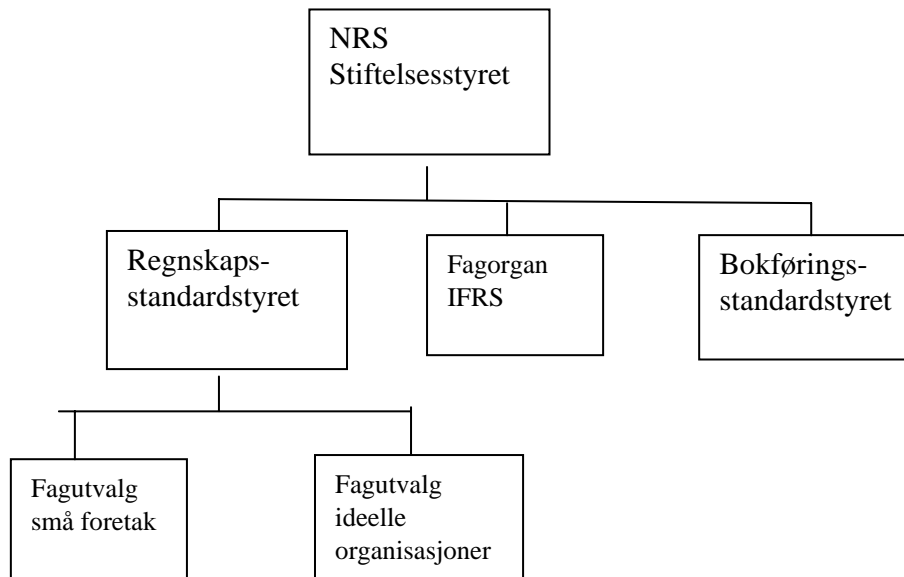 NRS
Stiftelsesstyret
Regnskaps-
standardstyret
Fagorgan
IFRS
Bokførings-
standardstyret
Fagutvalg
små foretak
Fagutvalg
ideelle
organisasjoner